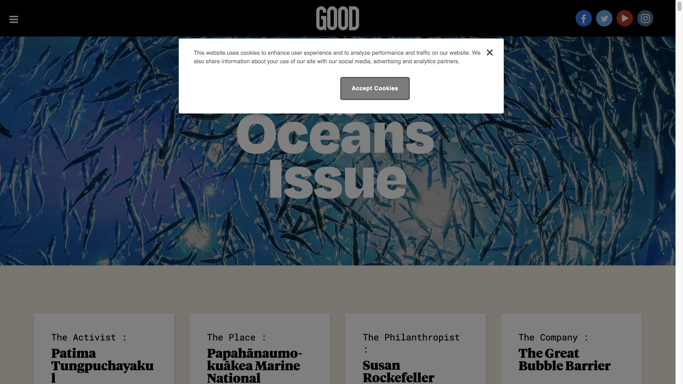 GOOD
This website uses cookies to enhance user experience and to analyze performance and traffic on our website. We
also share information about your use of our site with our social media, advertising and analytics partners.
Accept Cookies
Oceans
Issue
The Activist :
Patima
Tungpuchayaku
l
The Place :
Papahānaumo-
kuākea Marine
National
The Philanthropist
:
Susan
Rockefeller
The Company :
The Great
Bubble Barrier